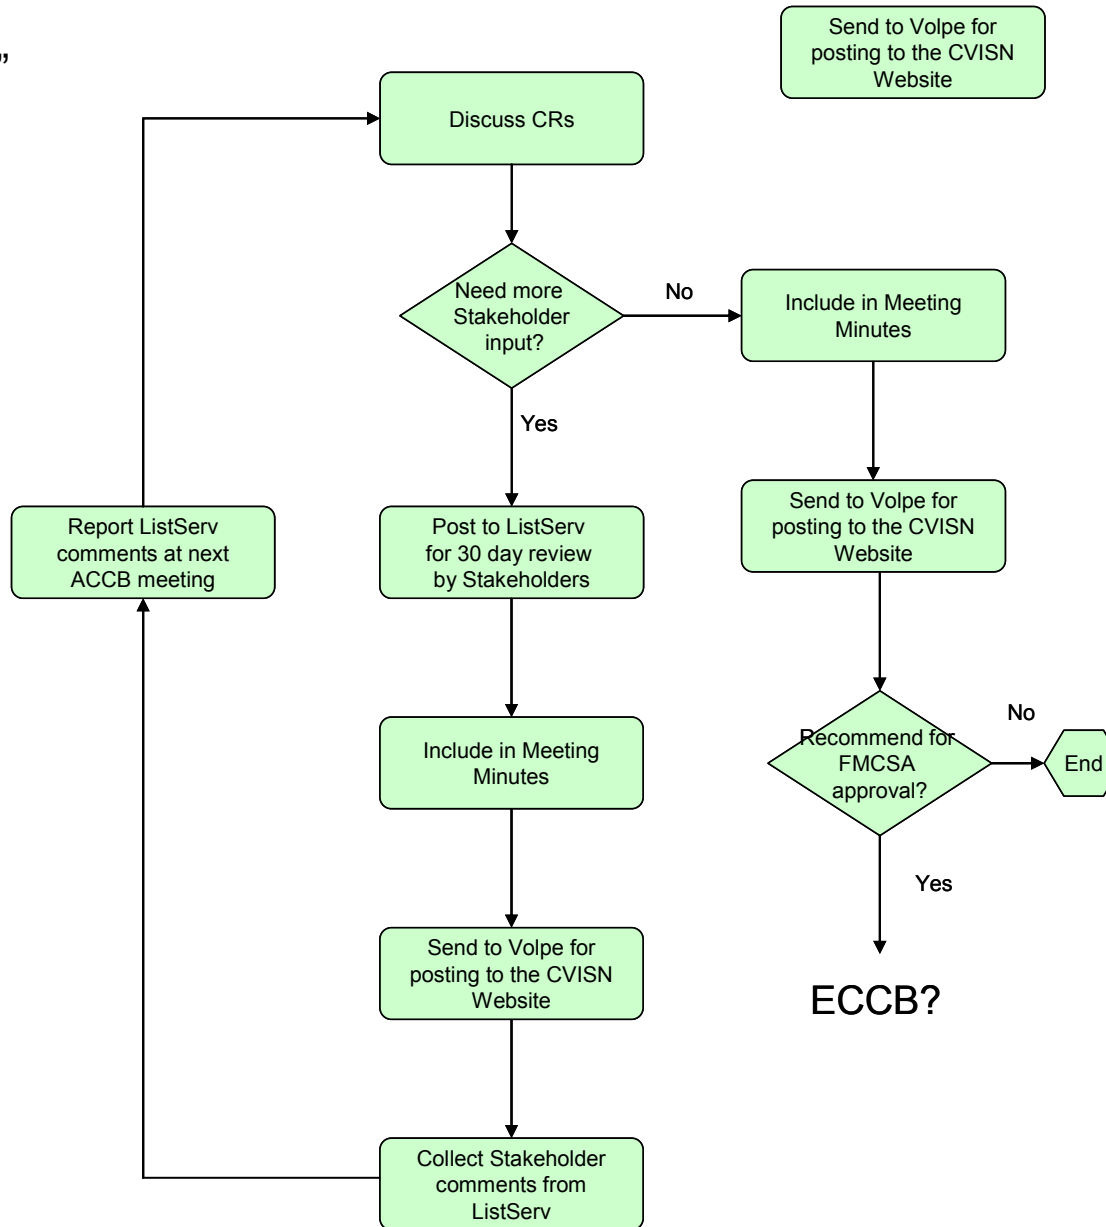 ”
Send to Volpe for
posting to the CVISN
Website
Discuss CRs
Need more
Stakeholder
input?
No
Include in Meeting
Minutes
Yes
Send to Volpe for
posting to the CVISN
Website
Report ListServ
comments at next
ACCB meeting
Post to ListServ
for 30 day review
by Stakeholders
Recommend for
FMCSA
approval?
No
End
Include in Meeting
Minutes
Yes
ECCB?
Send to Volpe for
posting to the CVISN
Website
Collect Stakeholder
comments from
ListServ